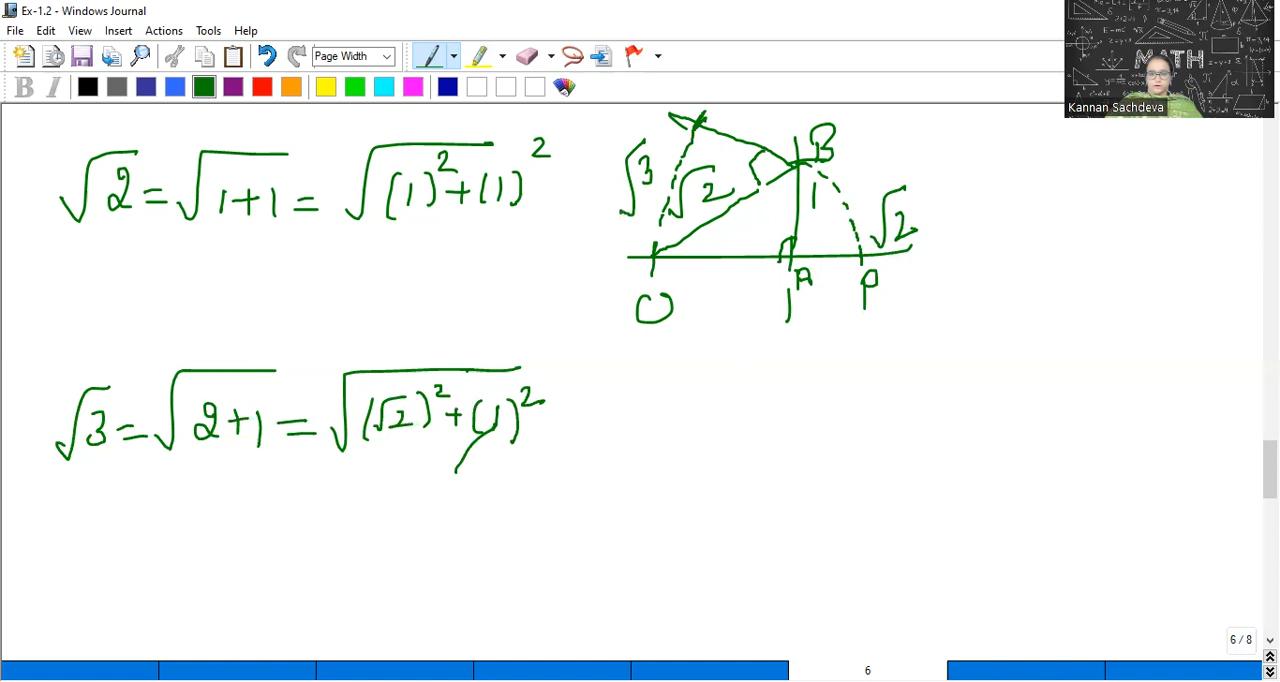 Ex-1.2 - Windows Journal
File Edit View Insert Actions Tools Help
Page Width
B I
MATH
Kannan Sachdeva
√2 = √1+1 = √(1)²+(1)²
√3 √2 B 1 √2
O A P
1
√3 = √2+1 = √(√2)²+(1)²
6 / 8
6